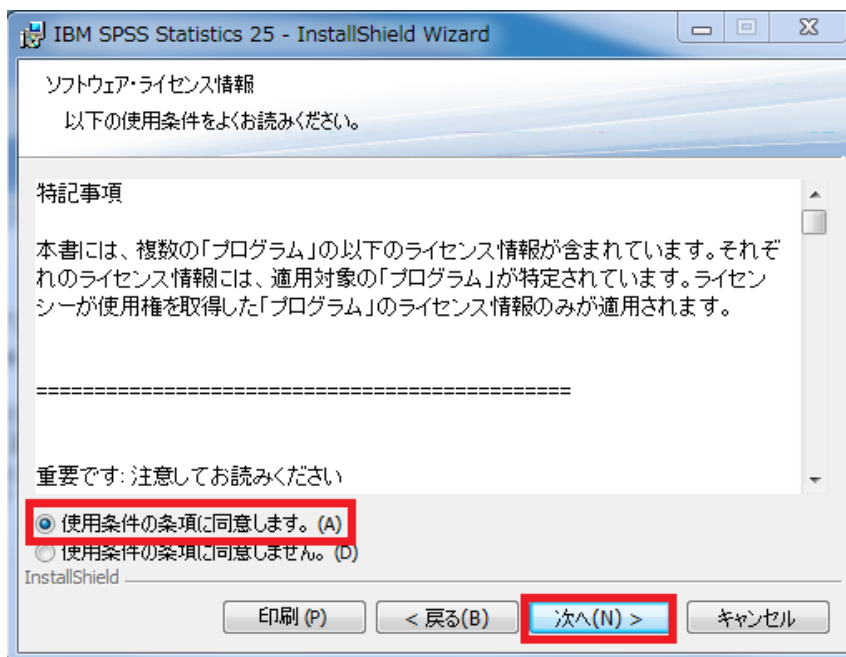 IBM SPSS Statistics 25 - InstallShield Wizard
ソフトウェア・ライセンス情報
以下の使用条件をよくお読みください。
特記事項
本書には、複数の「プログラム」の以下のライセンス情報が含まれています。それぞ
れのライセンス情報には、適用対象の「プログラム」が特定されています。ライセン
シーが使用権を取得した「プログラム」のライセンス情報のみが適用されます。
==============================================
重要です: 注意してお読みください
使用条件の条項に同意します。(A)
使用条件の条項に同意しません。(D)
InstallShield
印刷(P) < 戻る(B) 次へ(N) > キャンセル